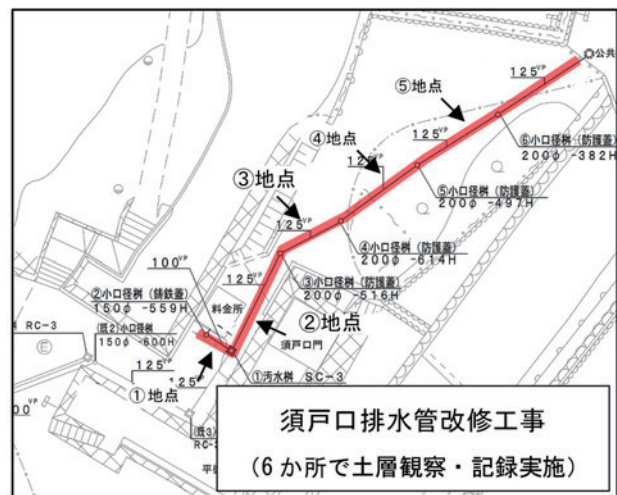 公共
125VP
⑤地点
125VP
④地点
⑥小口径桝(防護蓋)
200φ -382H
125VP
③地点
⑤小口径桝(防護蓋)
200φ -497H
125VP
④小口径桝(防護蓋)
200φ -614H
100VP
125VP
③小口径桝(防護蓋)
200φ -516H
②小口径桝(鋳鉄蓋)
150φ -559H
料金所
RC-3
(既2)小口径桝
150φ -600H
②地点
須戸口門
E
125VP
①汚水桝 SC-3
125VP
①地点
(既3)
RC-3
須戸口排水管改修工事
(6か所で土層観察・記録実施)